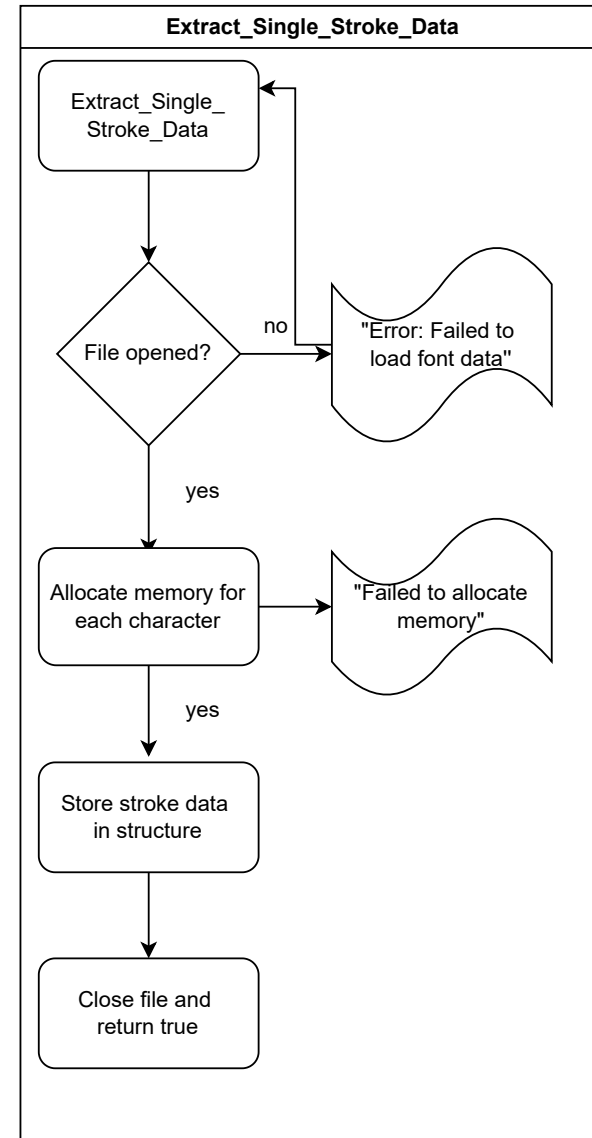 Extract_Single_Stroke_Data
Extract_Single_
Stroke_Data
File opened?
no
"Error: Failed to
load font data"
yes
Allocate memory for
each character
"Failed to allocate
memory"
yes
Store stroke data
in structure
Close file and
return true